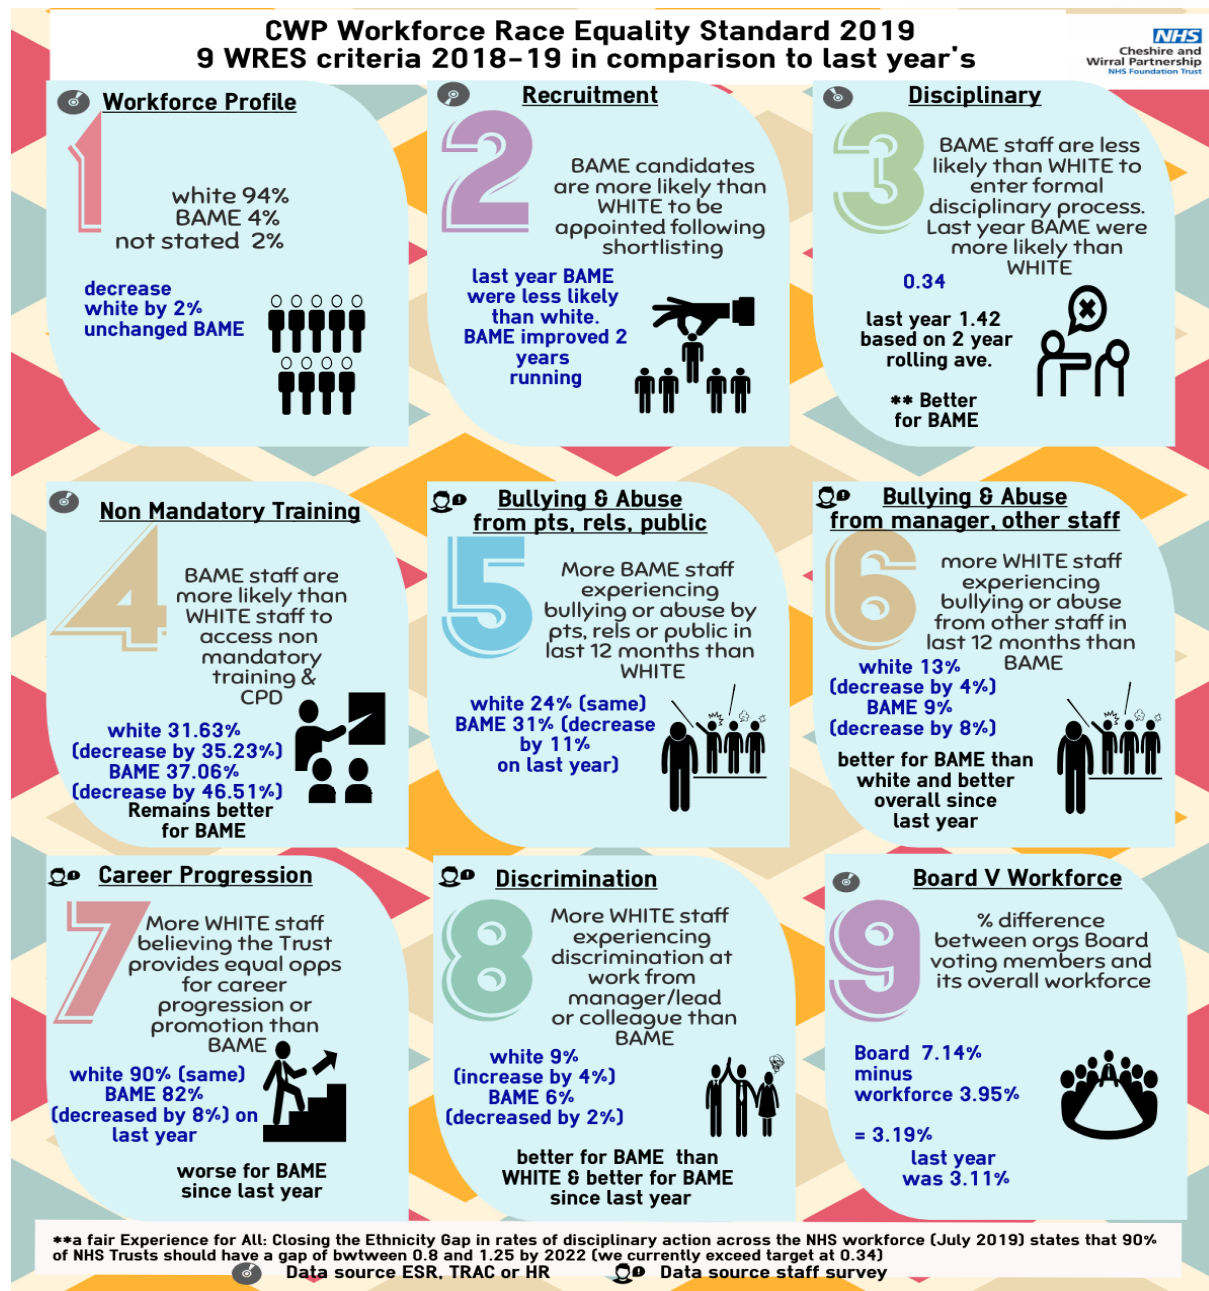 CWP Workforce Race Equality Standard 2019
9 WRES criteria 2018-19 in comparison to last year's
NHS
Cheshire and
Wirral Partnership
NHS Foundation Trust
Workforce Profile
1
white 94%
BAME 4%
not stated 2%
decrease
white by 2%
unchanged BAME
Recruitment
2
BAME candidates
are more likely than
WHITE to be
appointed following
shortlisting
last year BAME
were less likely
than white.
BAME improved 2
years
running
Disciplinary
3
BAME staff are less
likely than WHITE to
enter formal
disciplinary process.
Last year BAME were
more likely than
WHITE
0.34
last year 1.42
based on 2 year
rolling ave.
** Better
for BAME
Non Mandatory Training
4
BAME staff are
more likely than
WHITE staff to
access non
mandatory
training &
CPD
white 31.63%
(decrease by 35.23%)
BAME 37.06%
(decrease by 46.51%)
Remains better
for BAME
Bullying & Abuse
from pts, rels, public
5
More BAME staff
experiencing
bullying or abuse by
pts, rels or public in
last 12 months than
WHITE
white 24% (same)
BAME 31% (decrease
by 11%
on last year)
Bullying & Abuse
from manager, other staff
6
more WHITE staff
experiencing
bullying or abuse
from other staff in
last 12 months than
BAME
white 13%
(decrease by 4%)
BAME 9%
(decrease by 8%)
better for BAME than
white and better
overall since
last year
Career Progression
7
More WHITE staff
believing the Trust
provides equal opps
for career
progression or
promotion than
BAME
white 90% (same)
BAME 82%
(decreased by 8%) on
last year
worse for BAME
since last year
Discrimination
8
More WHITE staff
experiencing
discrimination at
work from
manager/lead
or colleague than
BAME
white 9%
(increase by 4%)
BAME 6%
(decreased by 2%)
better for BAME than
WHITE & better for BAME
since last year
Board V Workforce
9
% difference
between orgs Board
voting members and
its overall workforce
Board 7.14%
minus
workforce 3.95%
= 3.19%
last year
was 3.11%
**a fair Experience for All: Closing the Ethnicity Gap in rates of disciplinary action across the NHS workforce (July 2019) states that 90%
of NHS Trusts should have a gap of bwtween 0.8 and 1.25 by 2022 (we currently exceed target at 0.34)
Data source ESR, TRAC or HR
Data source staff survey